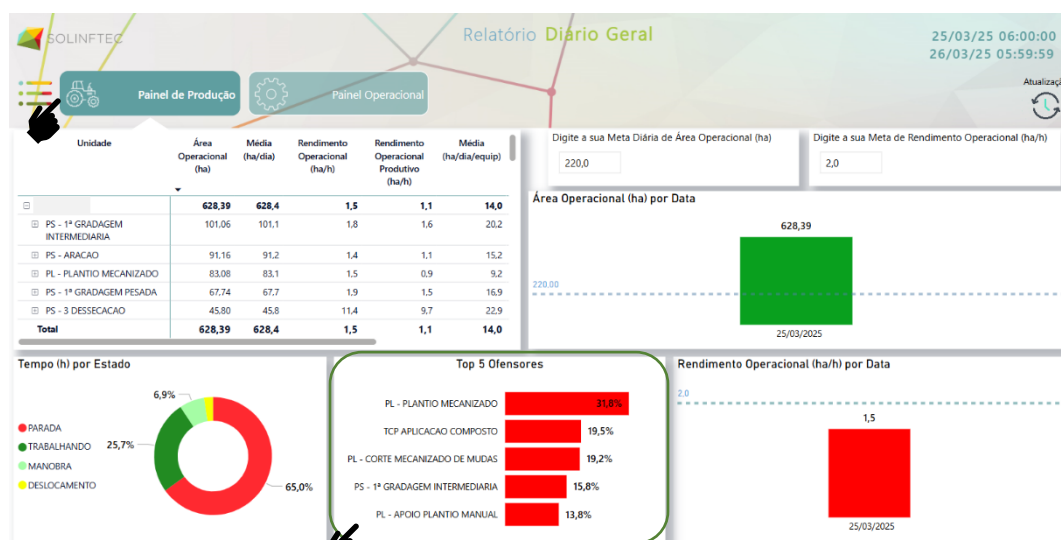 SOLINFTEC
Relatório Diário Geral
25/03/25 06:00:00
26/03/25 05:59:59
Painel de Produção
Painel Operacional
Unidade
Área Operacional (ha)
Média (ha/dia)
Rendimento Operacional (ha/h)
Rendimento Operacional Produtivo (ha/h)
Média (ha/dia/equip)
628,39 628,4 1,5 1,1 14,0
PS - 1ª GRADAGEM INTERMEDIARIA 101,06 101,1 1,8 1,6 20,2
PS - ARACAO 91,16 91,2 1,4 1,1 15,2
PL - PLANTIO MECANIZADO 83,08 83,1 1,5 0,9 9,2
PS - 1ª GRADAGEM PESADA 67,74 67,7 1,9 1,5 16,9
PS - 3 DESSECACAO 45,80 45,8 11,4 9,7 22,9
Total 628,39 628,4 1,5 1,1 14,0
Digite a sua Meta Diária de Área Operacional (ha)
220,0
Digite a sua Meta de Rendimento Operacional (ha/h)
2,0
Área Operacional (ha) por Data
628,39
220.00
25/03/2025
Tempo (h) por Estado
PARADA
TRABALHANDO
MANOBRA
DESLOCAMENTO
6,9%
25,7%
65,0%
Top 5 Ofensores
PL - PLANTIO MECANIZADO 31,8%
TCP APLICACAO COMPOSTO 19,5%
PL - CORTE MECANIZADO DE MUDAS 19,2%
PS - 1ª GRADAGEM INTERMEDIARIA 15,8%
PL - APOIO PLANTIO MANUAL 13,8%
Rendimento Operacional (ha/h) por Data
2.0
1,5
25/03/2025